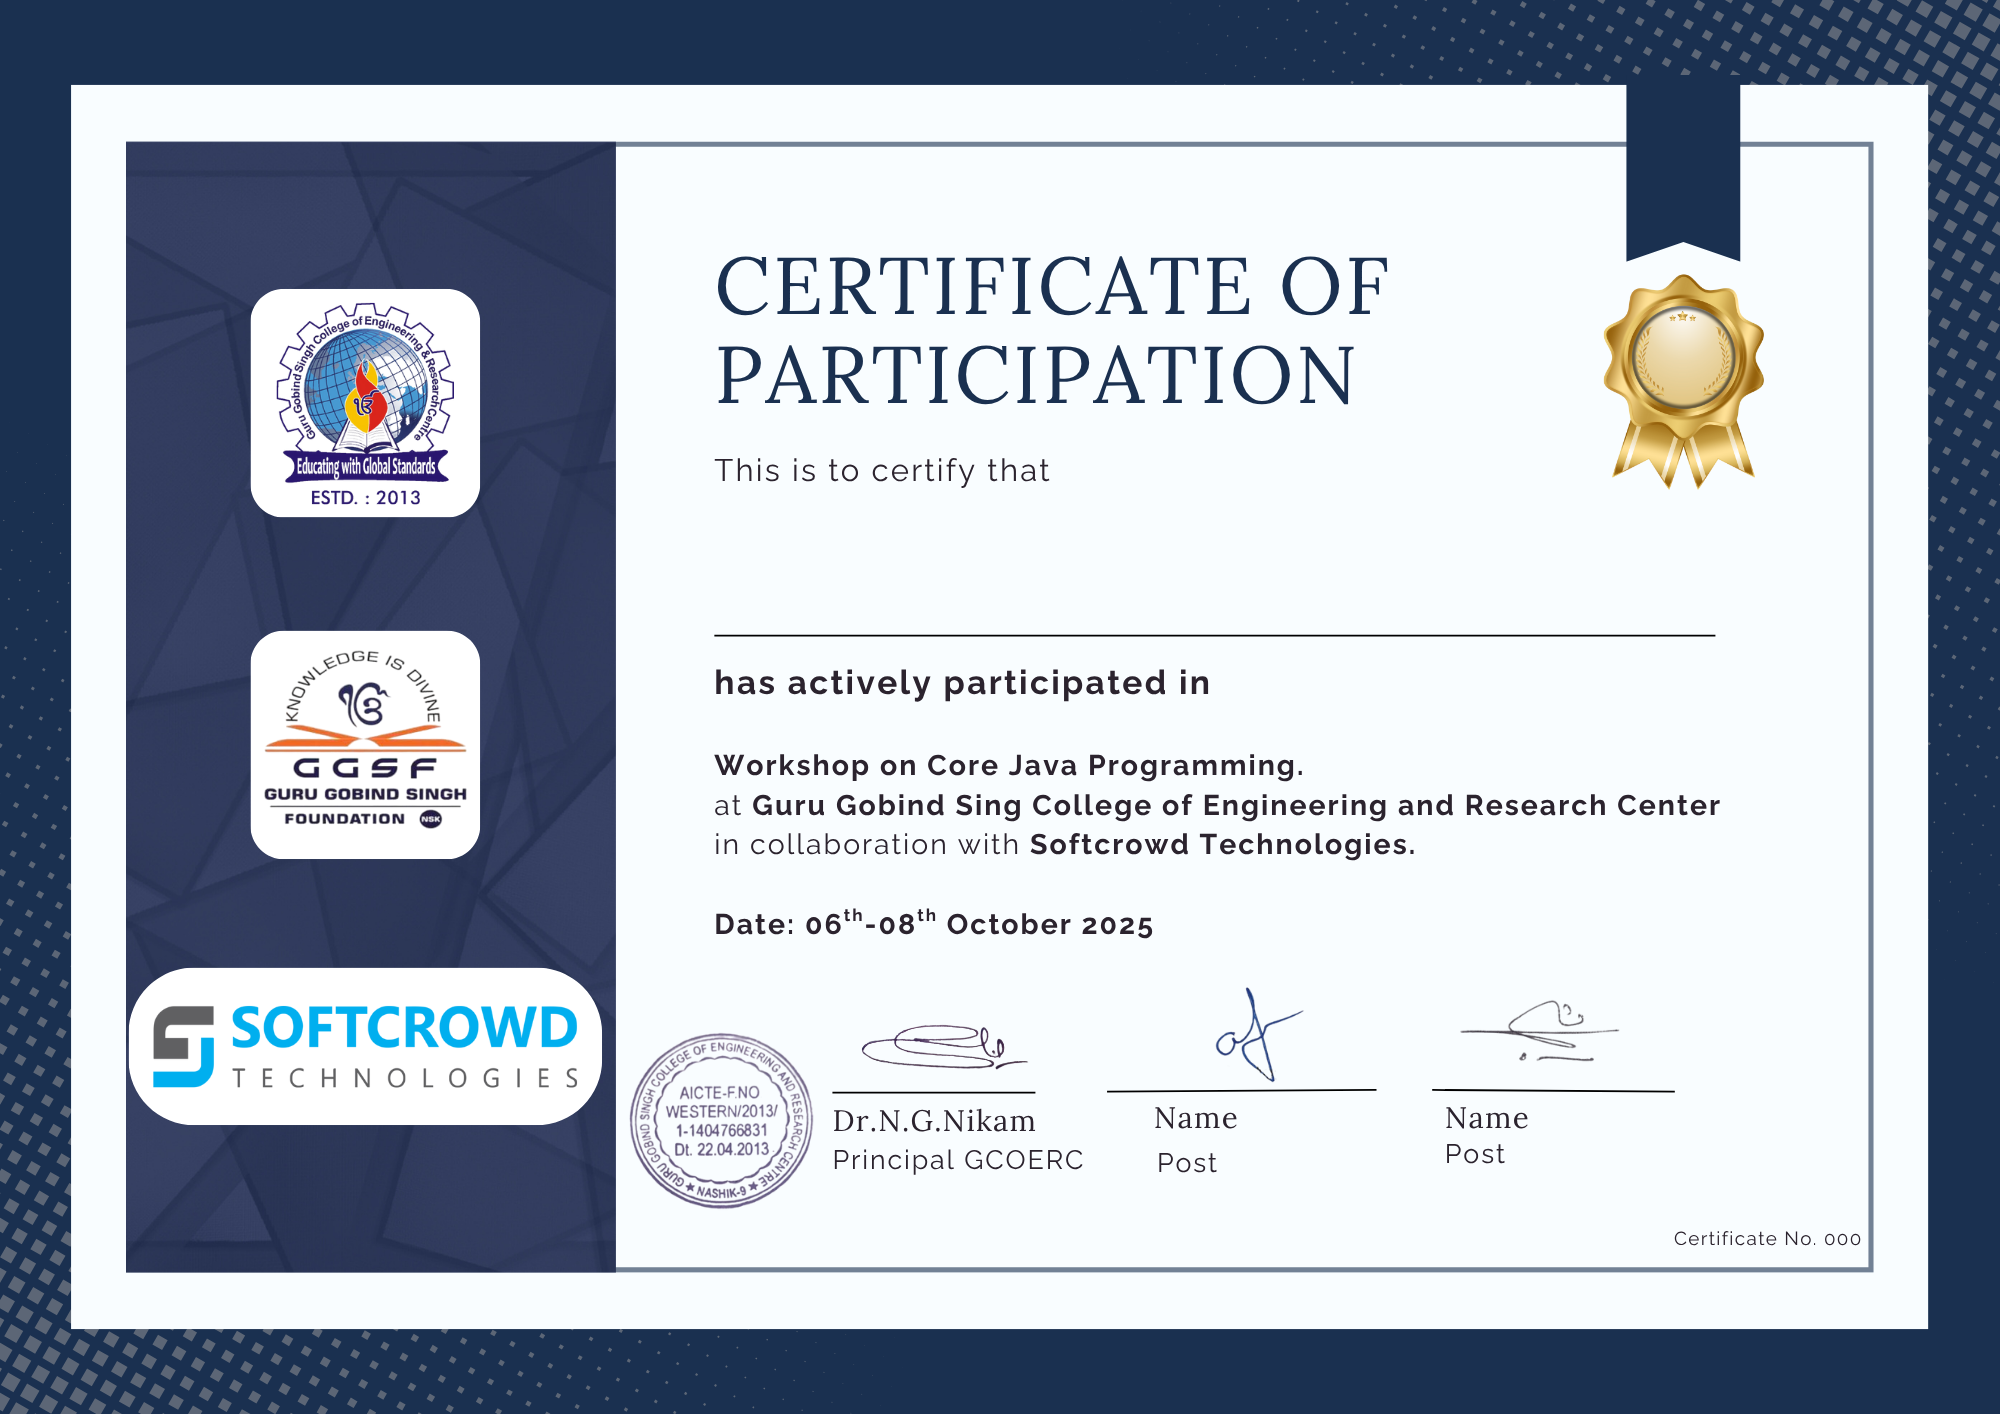 Guru Gobind Singh College of Engineering & Research Centre
ੴ
Educating with Global Standards
ESTD. : 2013
KNOWLEDGE IS DIVINE
ੴ
GGSF
GURU GOBIND SINGH
FOUNDATION NSK
SOFTCROWD
TECHNOLOGIES
CERTIFICATE OF
PARTICIPATION
This is to certify that
has actively participated in
Workshop on Core Java Programming.
at Guru Gobind Sing College of Engineering and Research Center
in collaboration with Softcrowd Technologies.
Date: 06th-08th October 2025
GURU GOBIND SINGH COLLEGE OF ENGINEERING AND RESEARCH CENTRE
AICTE-F.NO
WESTERN/2013/
1-1404766831
Dt. 22.04.2013
★ NASHIK-9 ★
Dr.N.G.Nikam
Principal GCOERC
Name
Post
Name
Post
Certificate No. 000